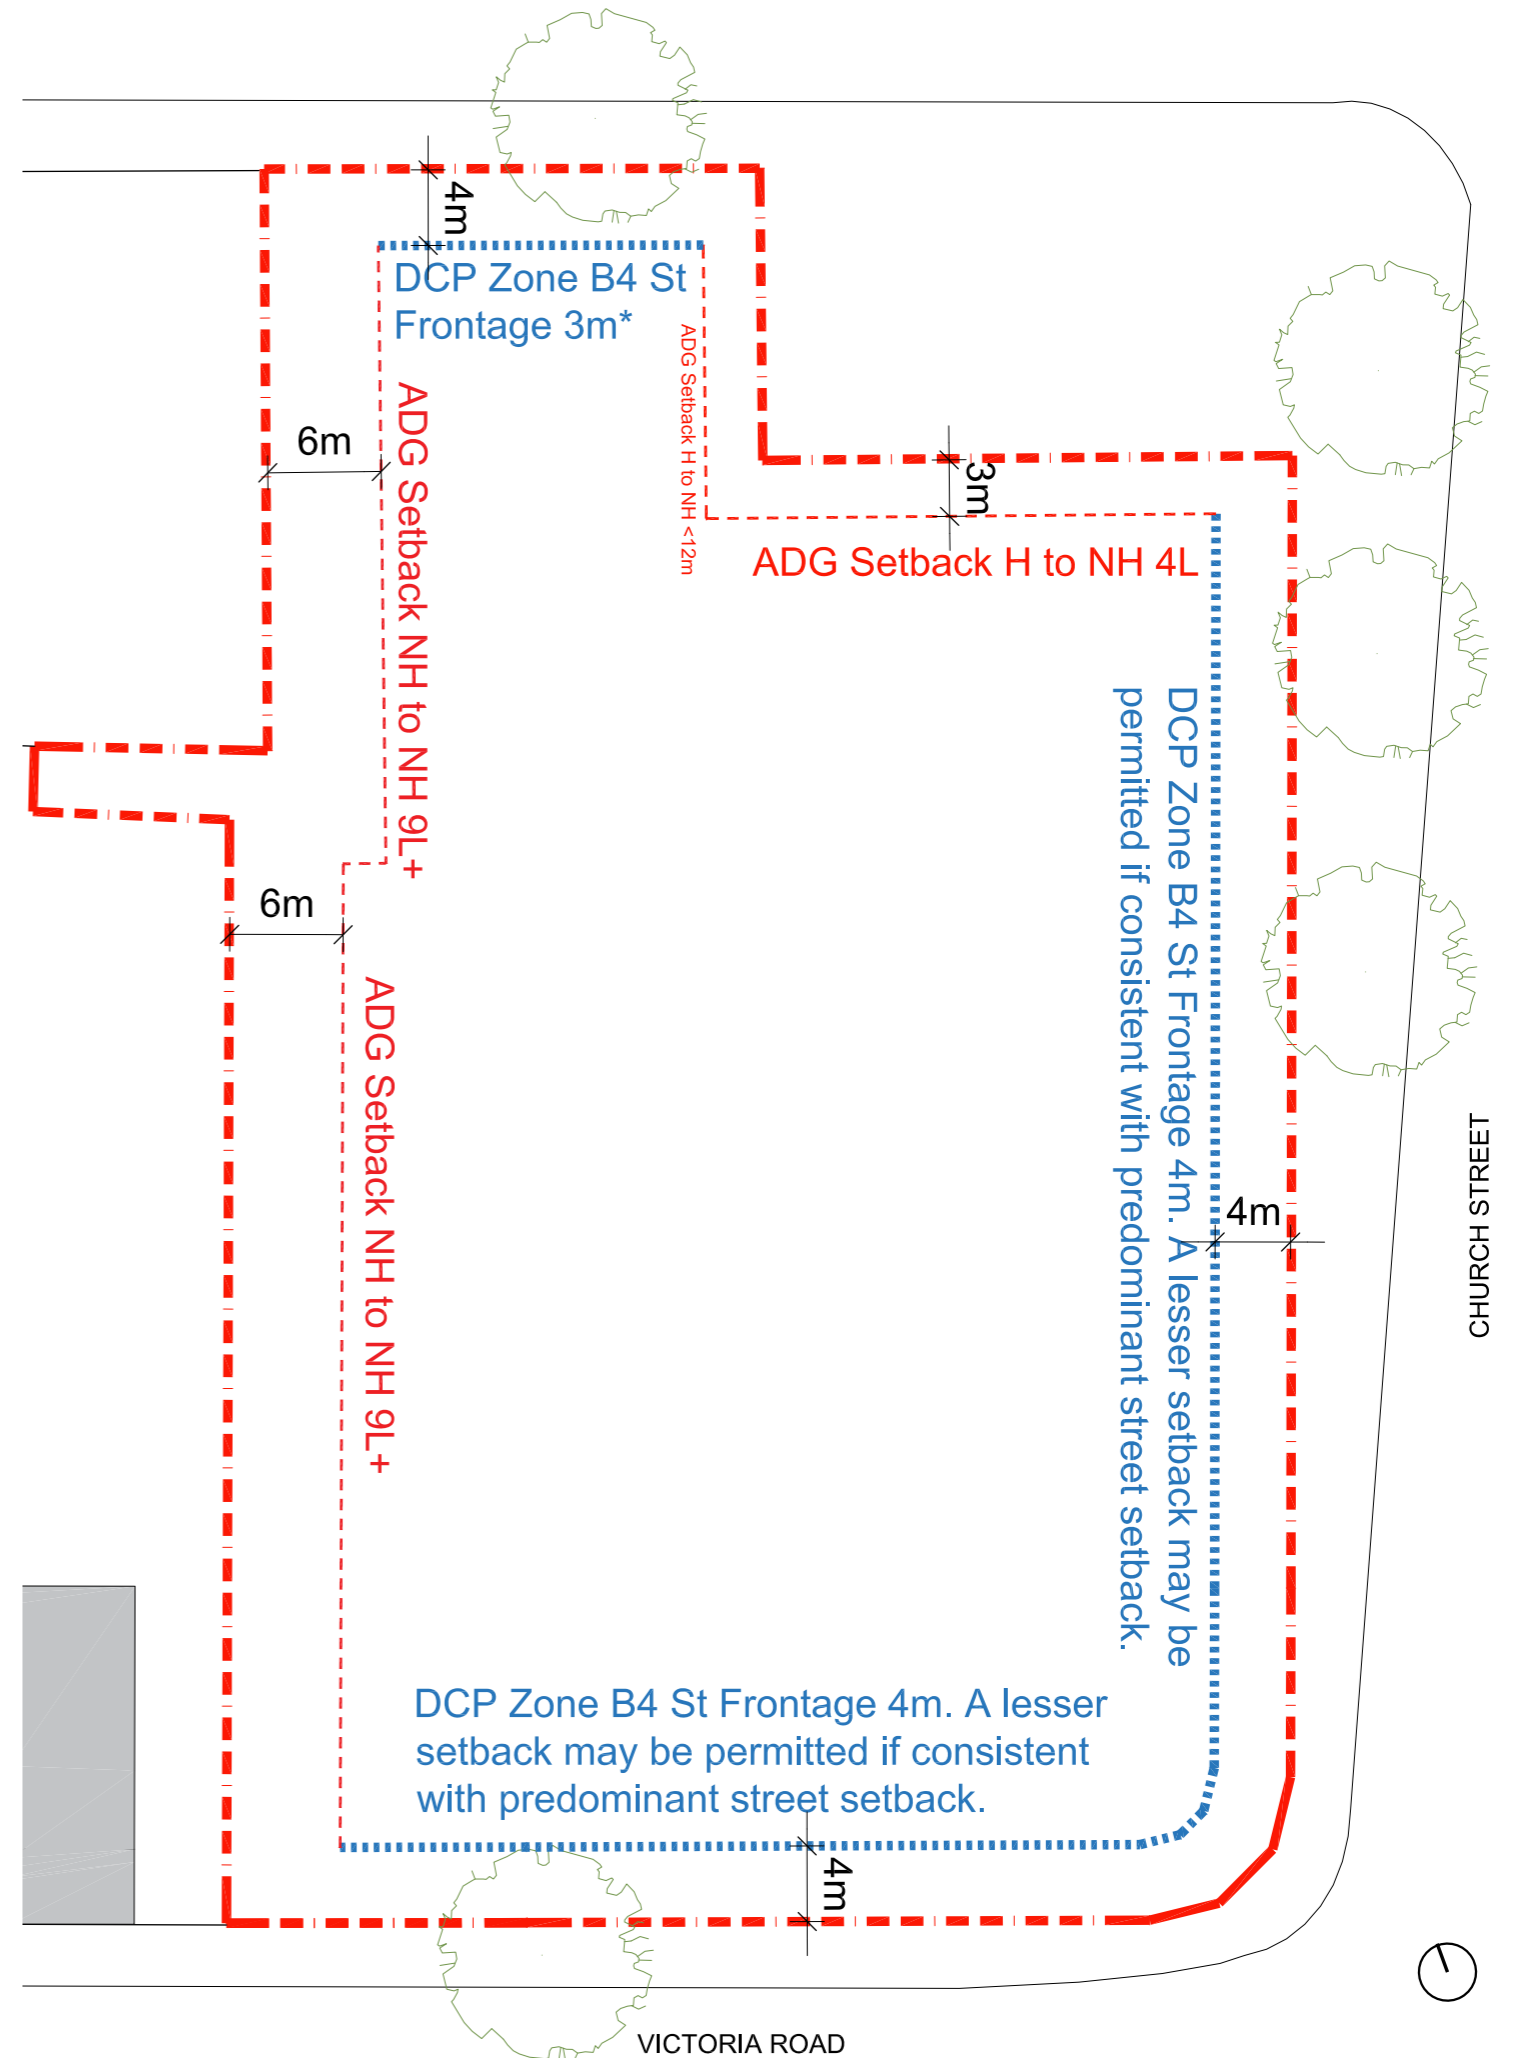 4m
DCP Zone B4 St
Frontage 3m*
ADG Setback H to NH <12m
6m
ADG Setback NH to NH 9L+
3m
ADG Setback H to NH 4L
DCP Zone B4 St Frontage 4m. A lesser setback may be
permitted if consistent with predominant street setback.
6m
ADG Setback NH to NH 9L+
4m
CHURCH STREET
DCP Zone B4 St Frontage 4m. A lesser
setback may be permitted if consistent
with predominant street setback.
4m
VICTORIA ROAD